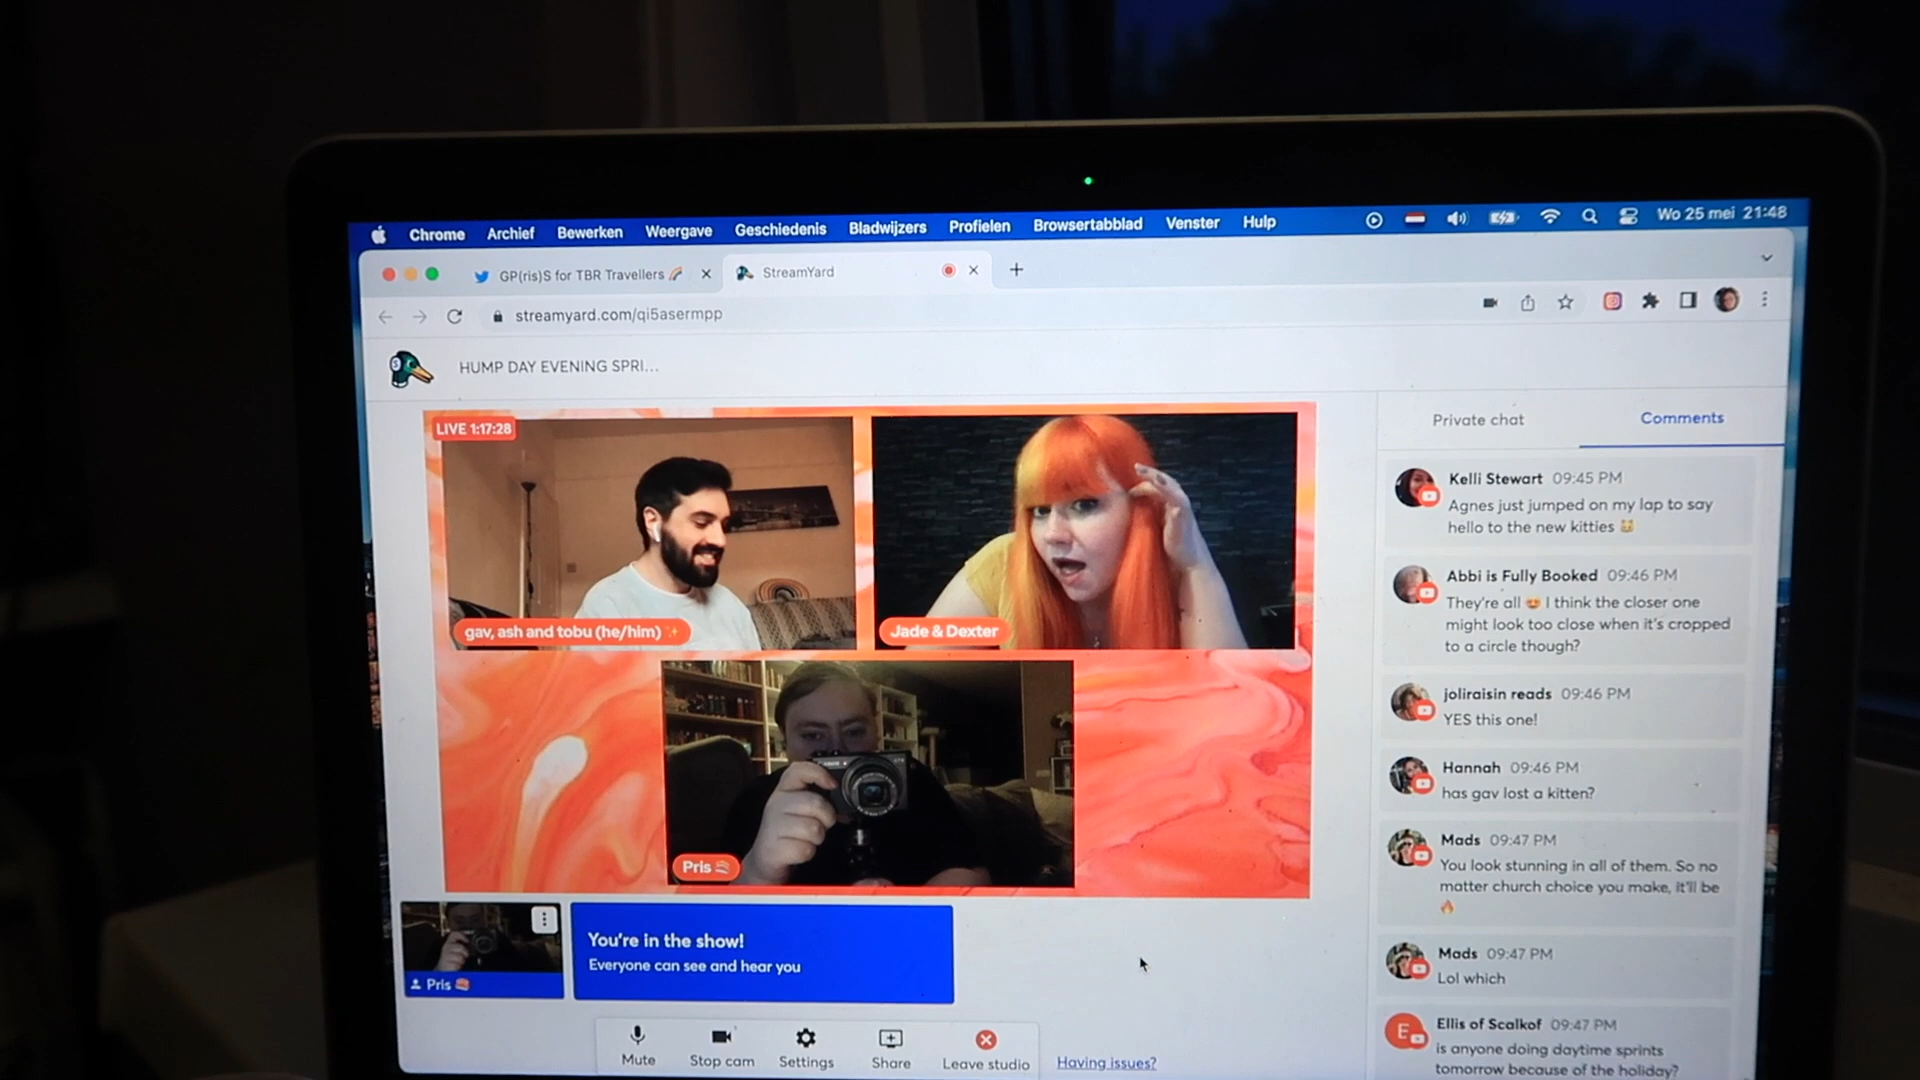 Chrome Archief Bewerken Weergave Geschiedenis Bladwijzers Profielen Browsertabblad Venster Hulp Wo 25 mei 21:48
GP(ris)S for TBR Travellers 🌈
StreamYard
streamyard.com/qi5asermpp
HUMP DAY EVENING SPRI...
LIVE 1:17:28
gav, ash and tobu (he/him) ✨
Jade & Dexter
Pris
Pris
You're in the show!
Everyone can see and hear you
Mute
Stop cam
Settings
Share
Leave studio
Having issues?
Private chat
Comments
Kelli Stewart 09:45 PM
Agnes just jumped on my lap to say
hello to the new kitties 🐱
Abbi is Fully Booked 09:46 PM
They're all 😍 I think the closer one
might look too close when it's cropped
to a circle though?
joliraisin reads 09:46 PM
YES this one!
Hannah 09:46 PM
has gav lost a kitten?
Mads 09:47 PM
You look stunning in all of them. So no
matter church choice you make, it'll be
🔥
Mads 09:47 PM
Lol which
E
Ellis of Scalkof 09:47 PM
is anyone doing daytime sprints
tomorrow because of the holiday?